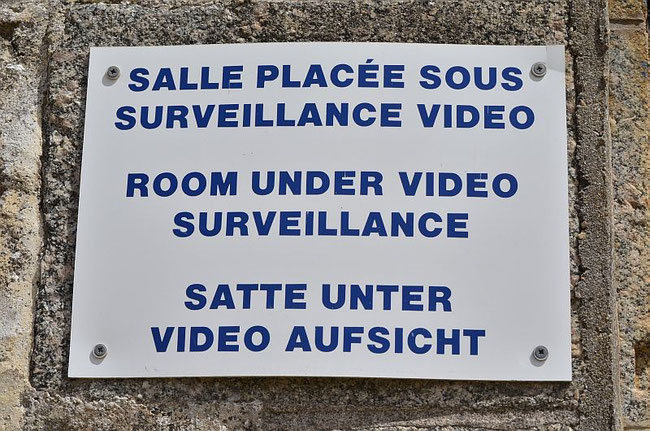 SALLE PLACÉE SOUS
SURVEILLANCE VIDEO
ROOM UNDER VIDEO
SURVEILLANCE
SATTE UNTER
VIDEO AUFSICHT